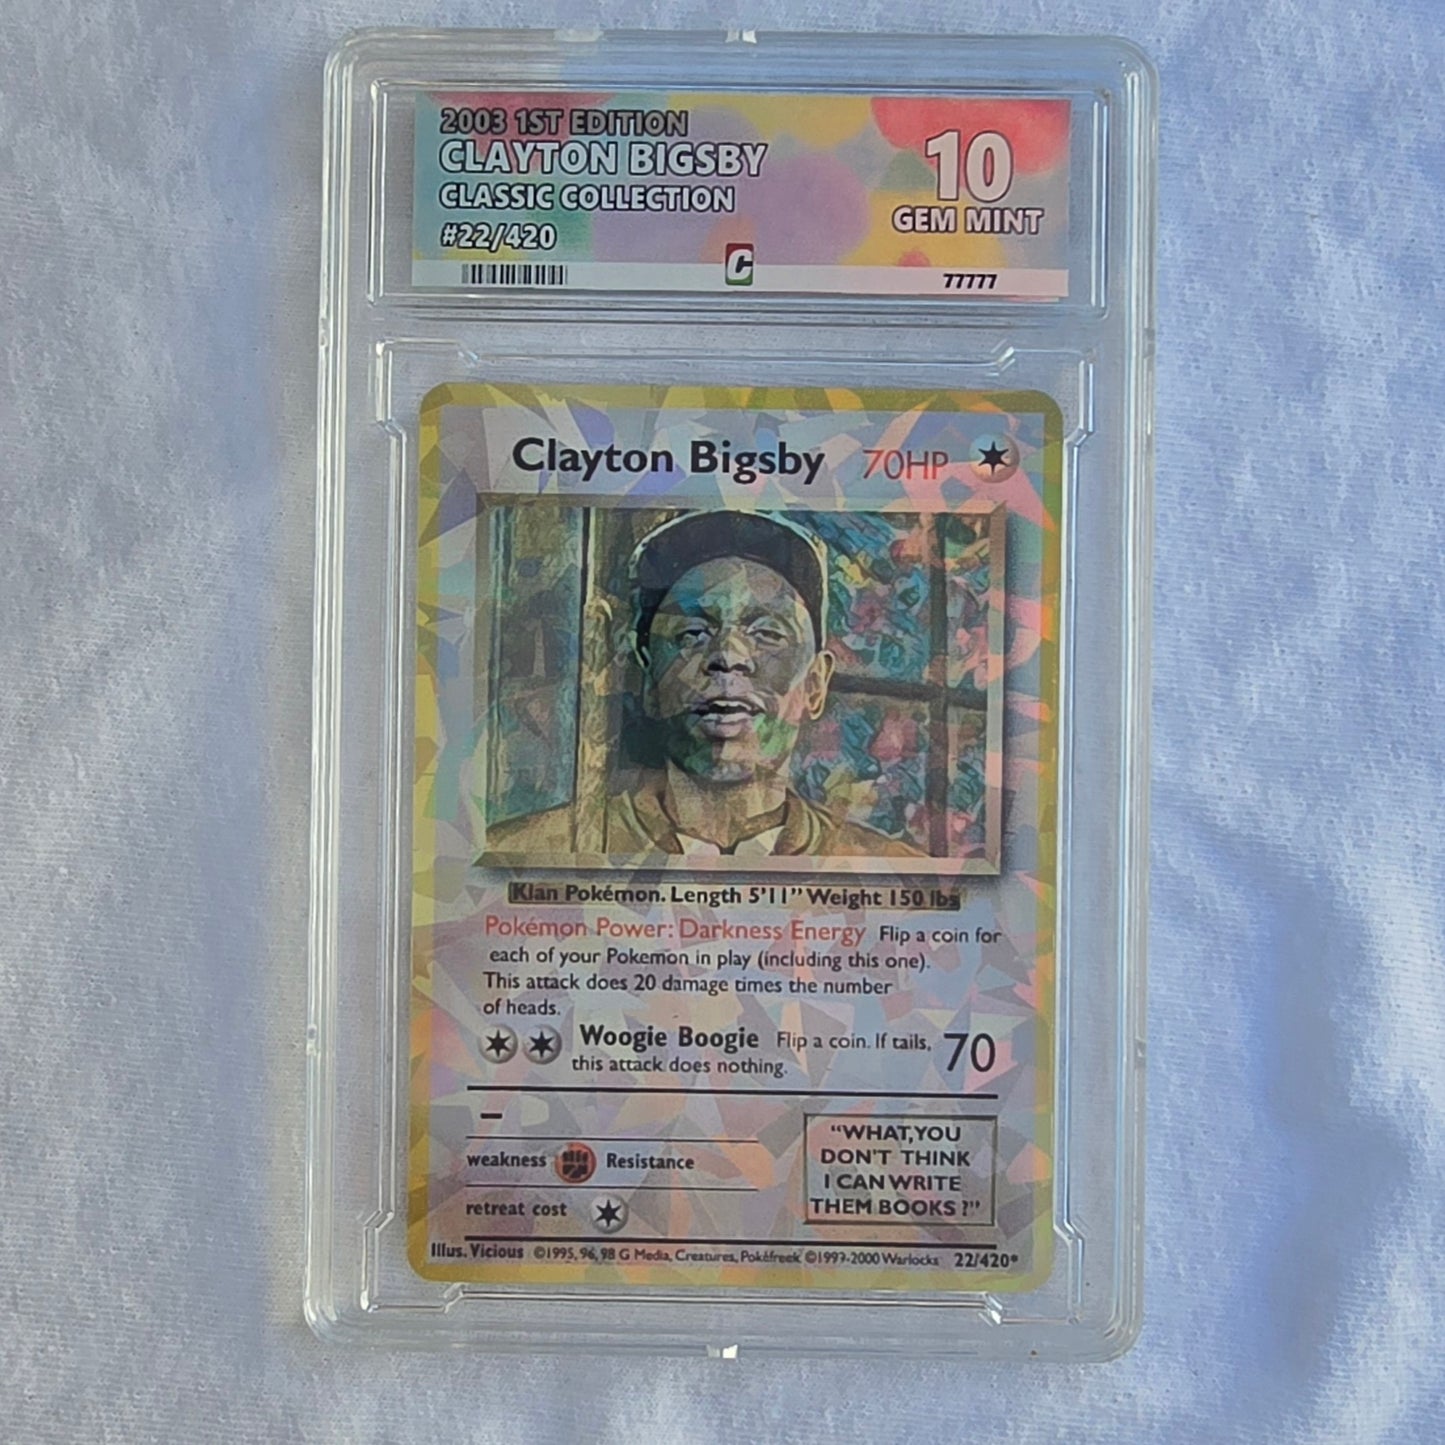 2003 1ST EDITION
CLAYTON BIGSBY
CLASSIC COLLECTION
#22/420
10
GEM MINT
C
77777
Clayton Bigsby 70HP
Klan Pokémon. Length 5'11" Weight 150 lbs
Pokémon Power: Darkness Energy Flip a coin for
each of your Pokemon in play (including this one).
This attack does 20 damage times the number
of heads.
Woogie Boogie Flip a coin. If tails, 70
this attack does nothing.
weakness Resistance
retreat cost
"WHAT, YOU
DON'T THINK
I CAN WRITE
THEM BOOKS ?"
Illus. Vicious ©1995, 96, 98 G Media, Creatures, Pokéfreek ©1997-2000 Warlocks 22/420*